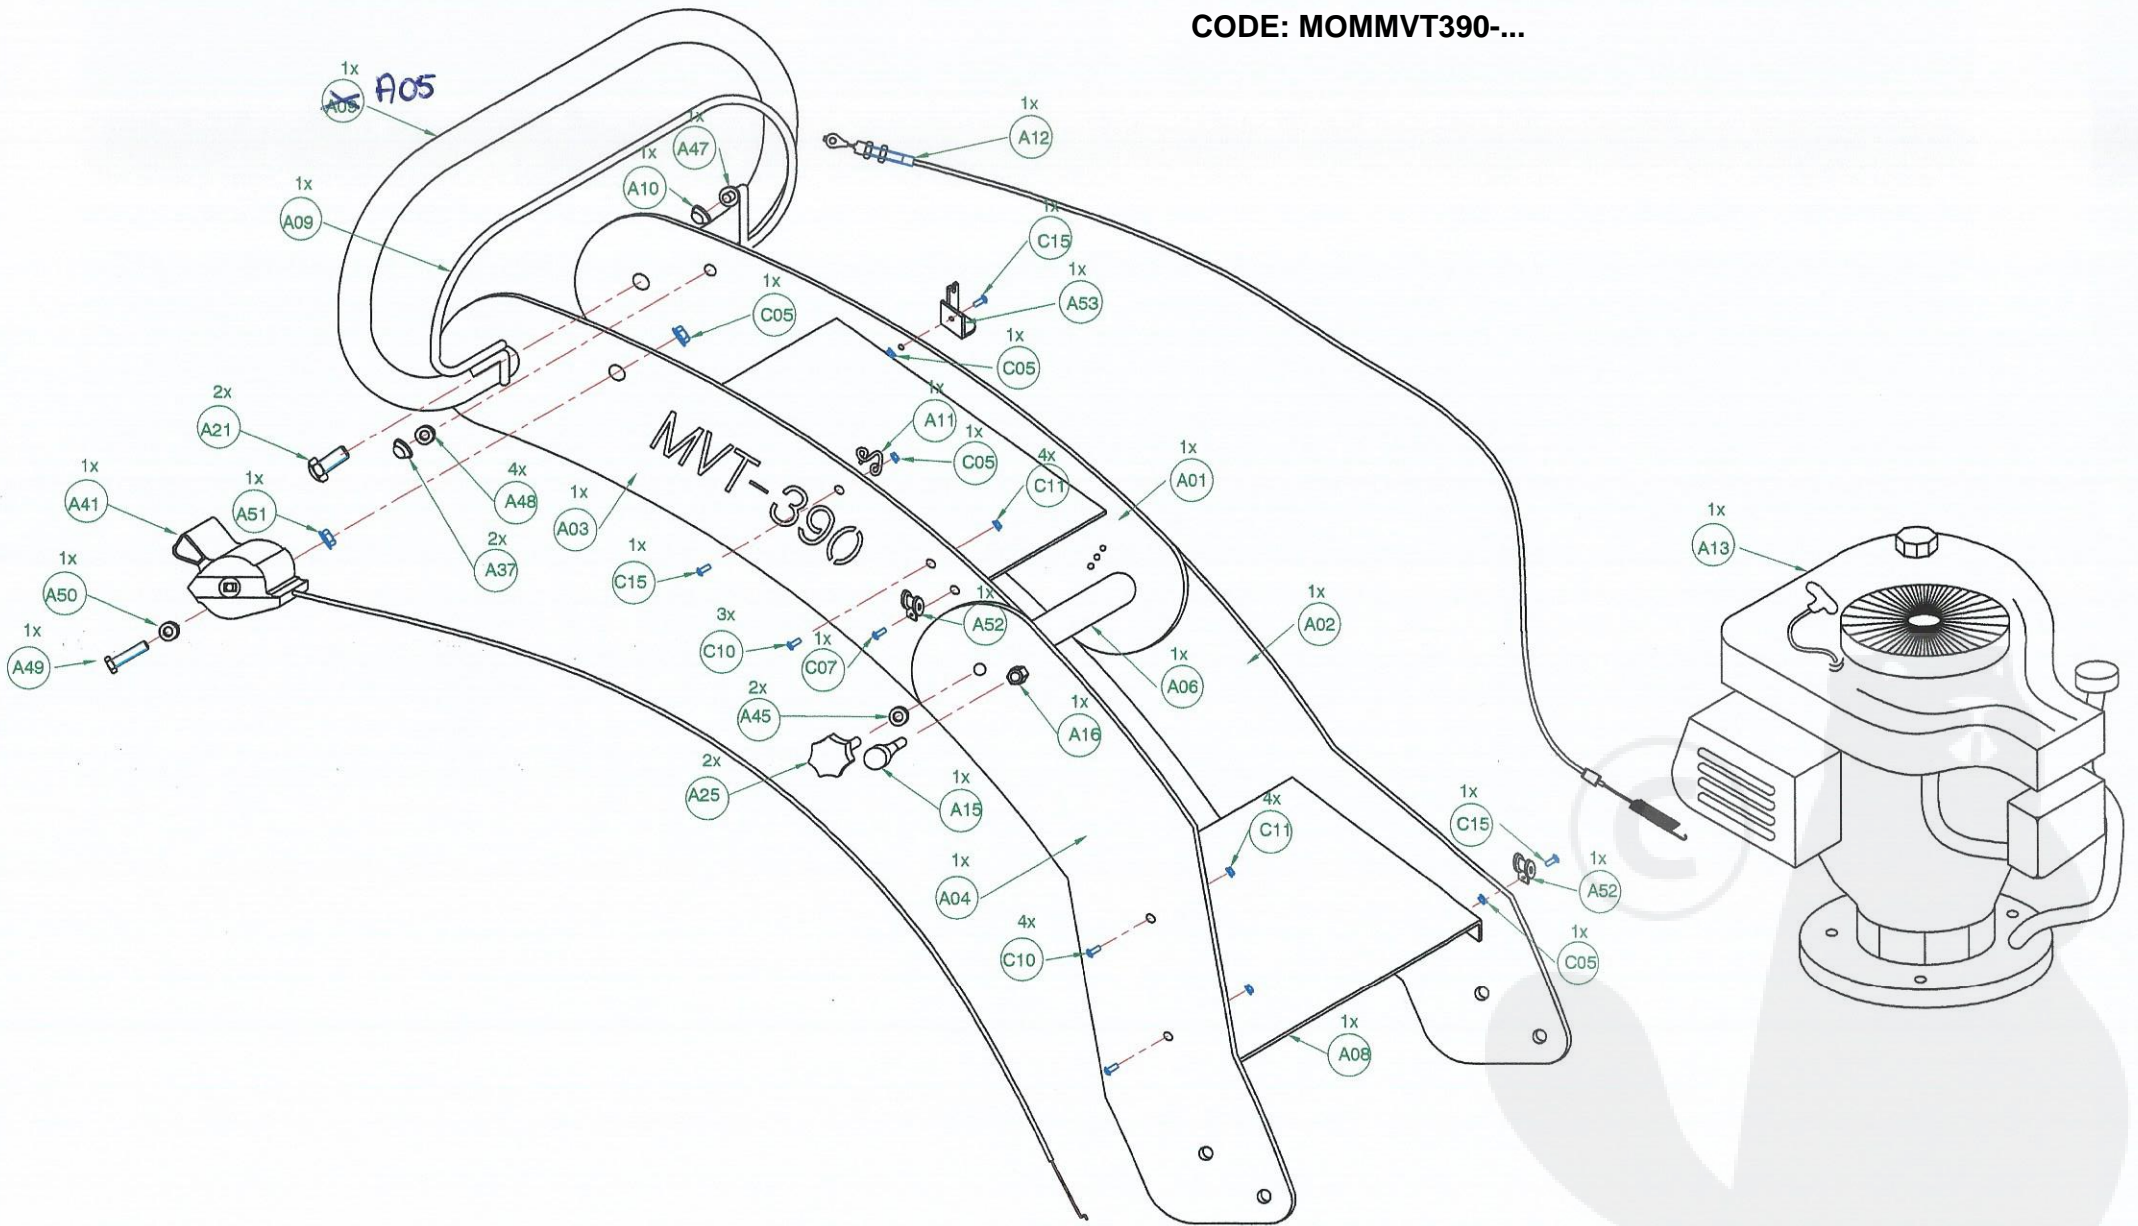 CODE: MOMMVT390-...
1x
A05
1x
A12
1x
A47
1x
A10
1x
A09
1x
C15
1x
A53
1x
C05
1x
C05
1x
A11
1x
C05
4x
C11
1x
A01
2x
A21
4x
A48
2x
A37
1x
A03
1x
A41
1x
A51
1x
A50
1x
A49
MVT-390
1x
C15
3x
C10
1x
C07
1x
A52
1x
A02
1x
A13
1x
A06
1x
A16
2x
A45
2x
A25
1x
A15
4x
C11
1x
C15
1x
A52
1x
C05
1x
A04
4x
C10
1x
A08
©